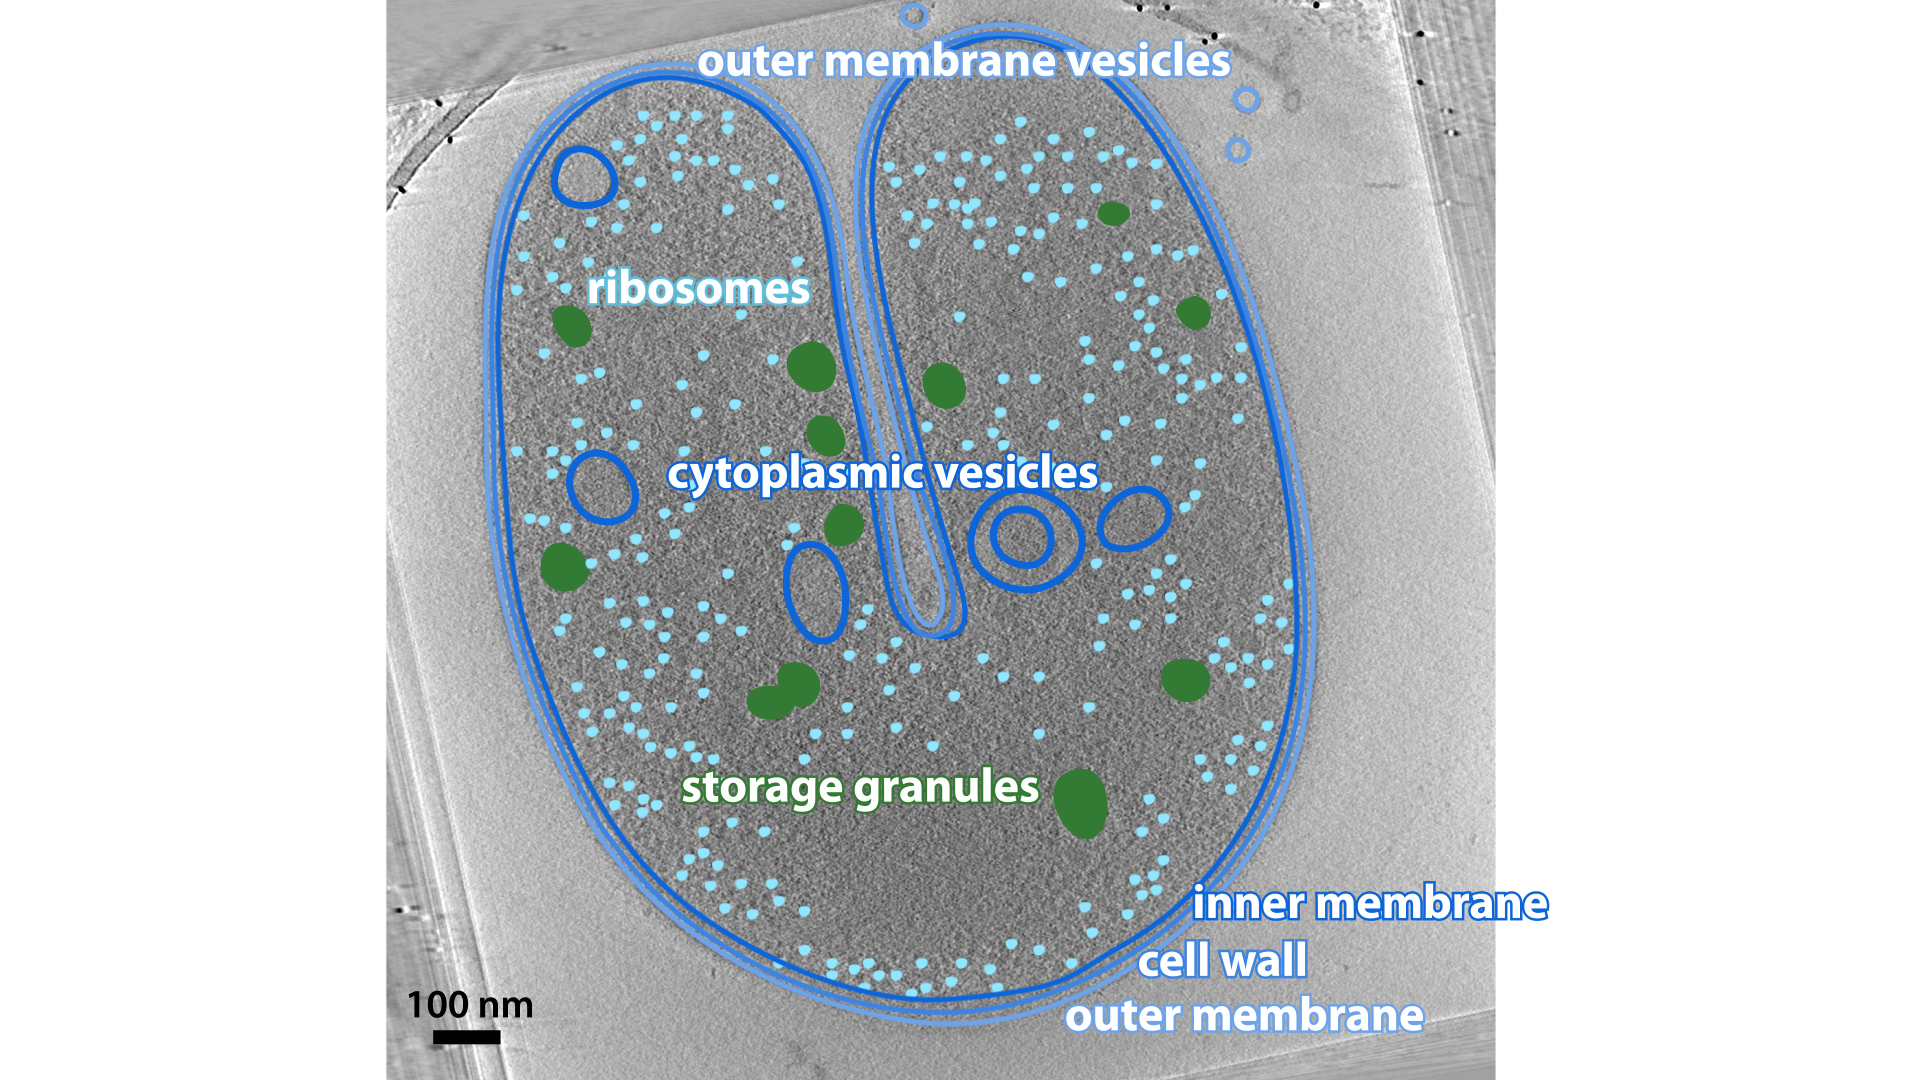 outer membrane vesicles
ribosomes
cytoplasmic vesicles
storage granules
inner membrane
cell wall
outer membrane
100 nm